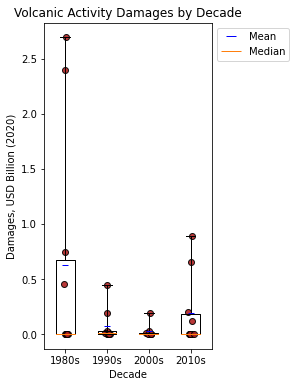 Volcanic Activity Damages by Decade
Mean
Median
Damages, USD Billion (2020)
2.5
2.0
1.5
1.0
0.5
0.0
1980s 1990s 2000s 2010s
Decade